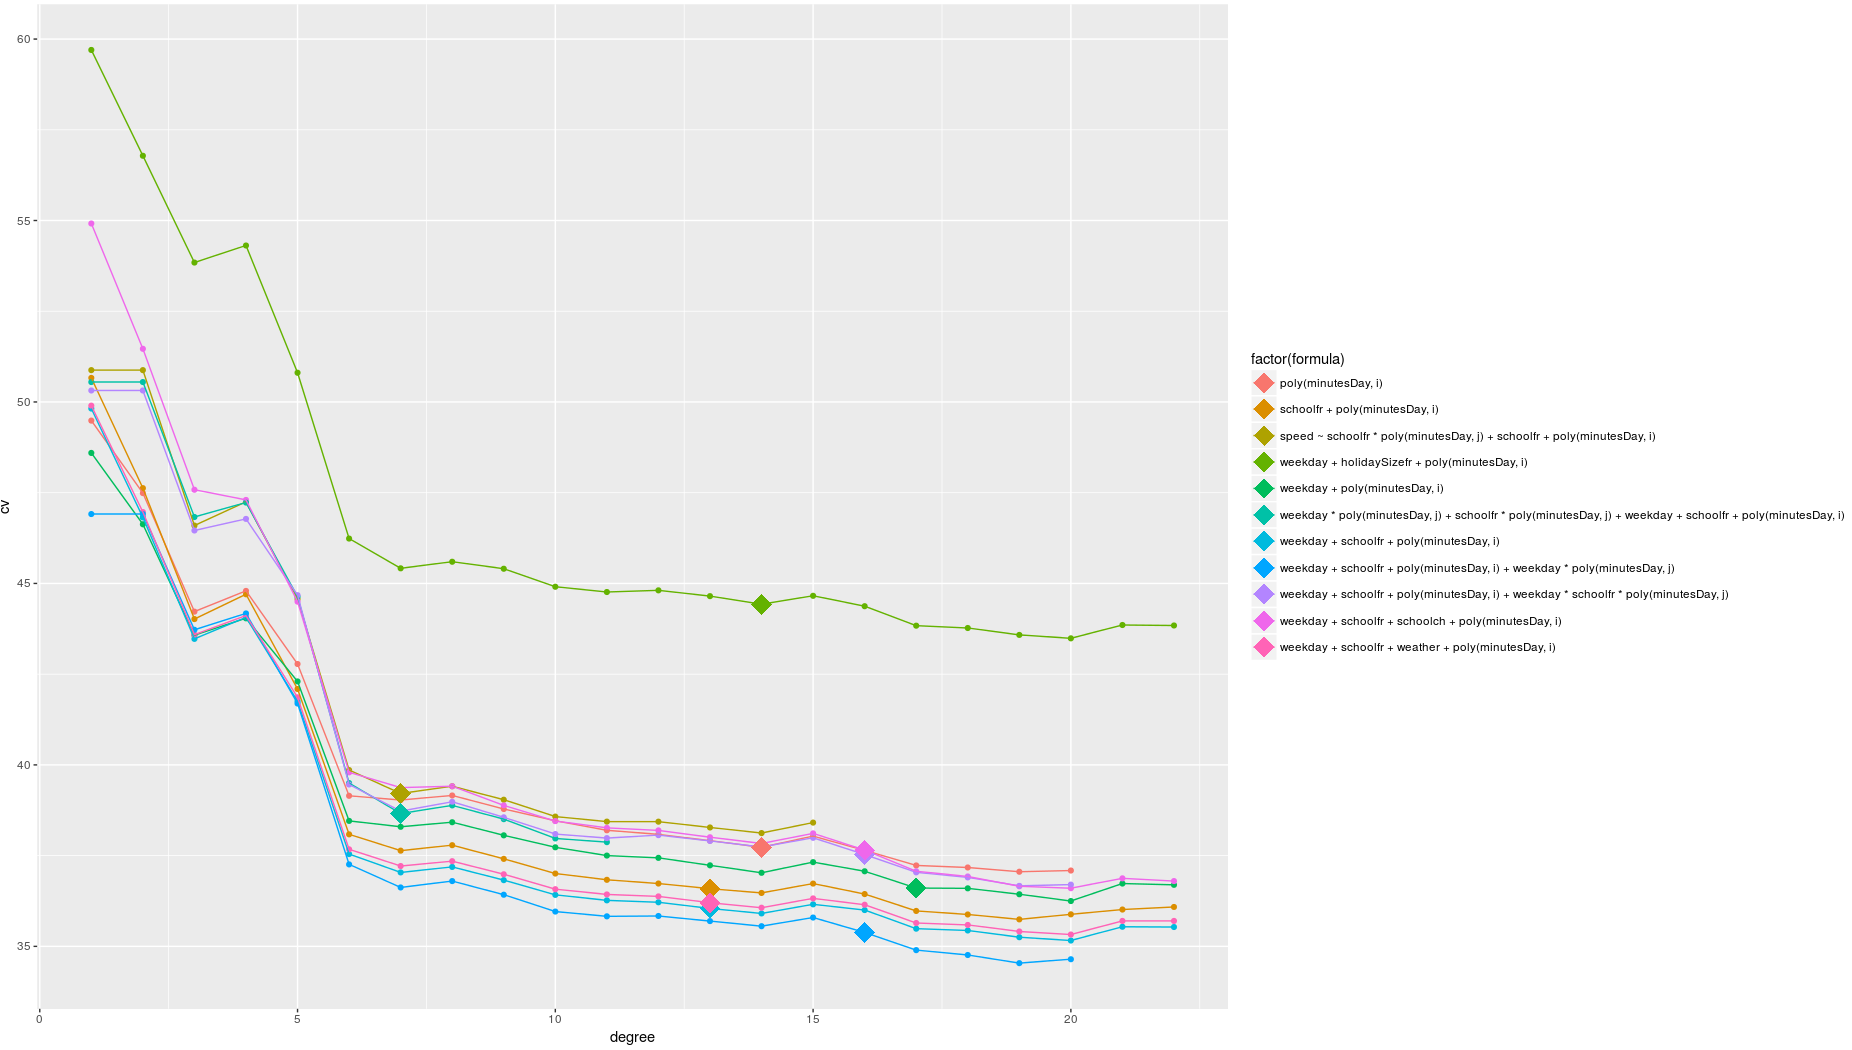 60
55
50
45
40
35
cv
0
5
10
15
20
degree
factor(formula)
poly(minutesDay, i)
schoolfr + poly(minutesDay, i)
speed ~ schoolfr * poly(minutesDay, j) + schoolfr + poly(minutesDay, i)
weekday + holidaySizefr + poly(minutesDay, i)
weekday + poly(minutesDay, i)
weekday * poly(minutesDay, j) + schoolfr * poly(minutesDay, j) + weekday + schoolfr + poly(minutesDay, i)
weekday + schoolfr + poly(minutesDay, i)
weekday + schoolfr + poly(minutesDay, i) + weekday * poly(minutesDay, j)
weekday + schoolfr + poly(minutesDay, i) + weekday * schoolfr * poly(minutesDay, j)
weekday + schoolfr + schoolch + poly(minutesDay, i)
weekday + schoolfr + weather + poly(minutesDay, i)